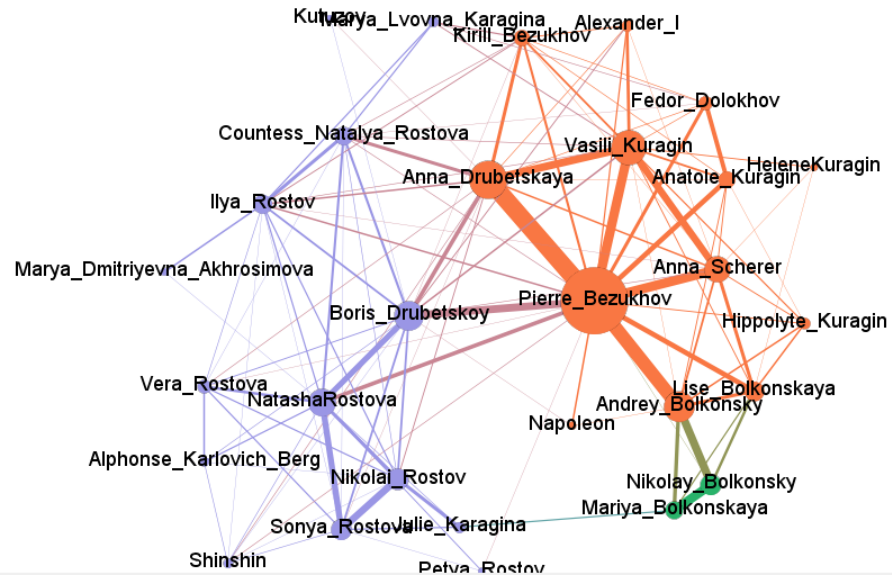 Kutuzov
Marya_Lvovna_Karagina
Alexander_I
Kirill_Bezukhov
Fedor_Dolokhov
Countess_Natalya_Rostova
Vasili_Kuragin
HeleneKuragin
Anna_Drubetskaya
Anatole_Kuragin
Ilya_Rostov
Marya_Dmitriyevna_Akhrosimova
Anna_Scherer
Pierre_Bezukhov
Boris_Drubetskoy
Hippolyte_Kuragin
Vera_Rostova
Lise_Bolkonskaya
NatashaRostova
Andrey_Bolkonsky
Napoleon
Alphonse_Karlovich_Berg
Nikolai_Rostov
Nikolay_Bolkonsky
Mariya_Bolkonskaya
Sonya_Rostova
Julie_Karagina
Shinshin
Petya_Rostov